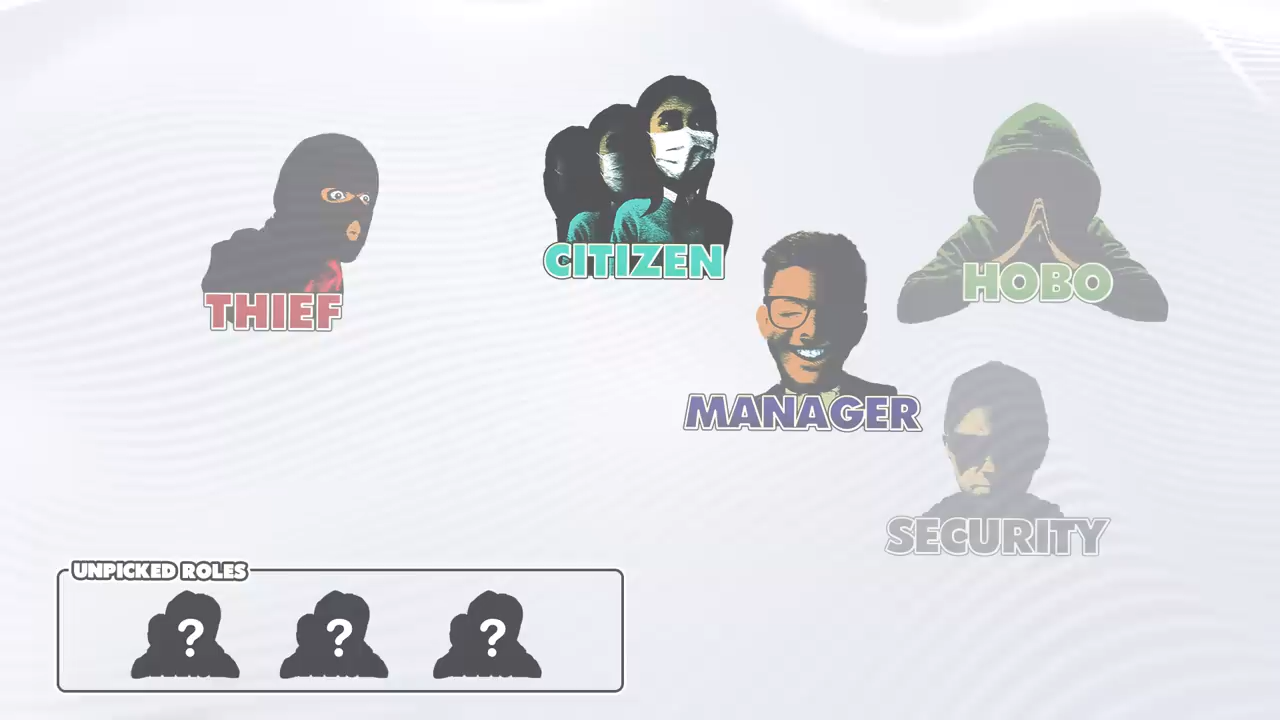 CITIZEN
HOBO
THIEF
MANAGER
SECURITY
UNPICKED ROLES
? ? ?